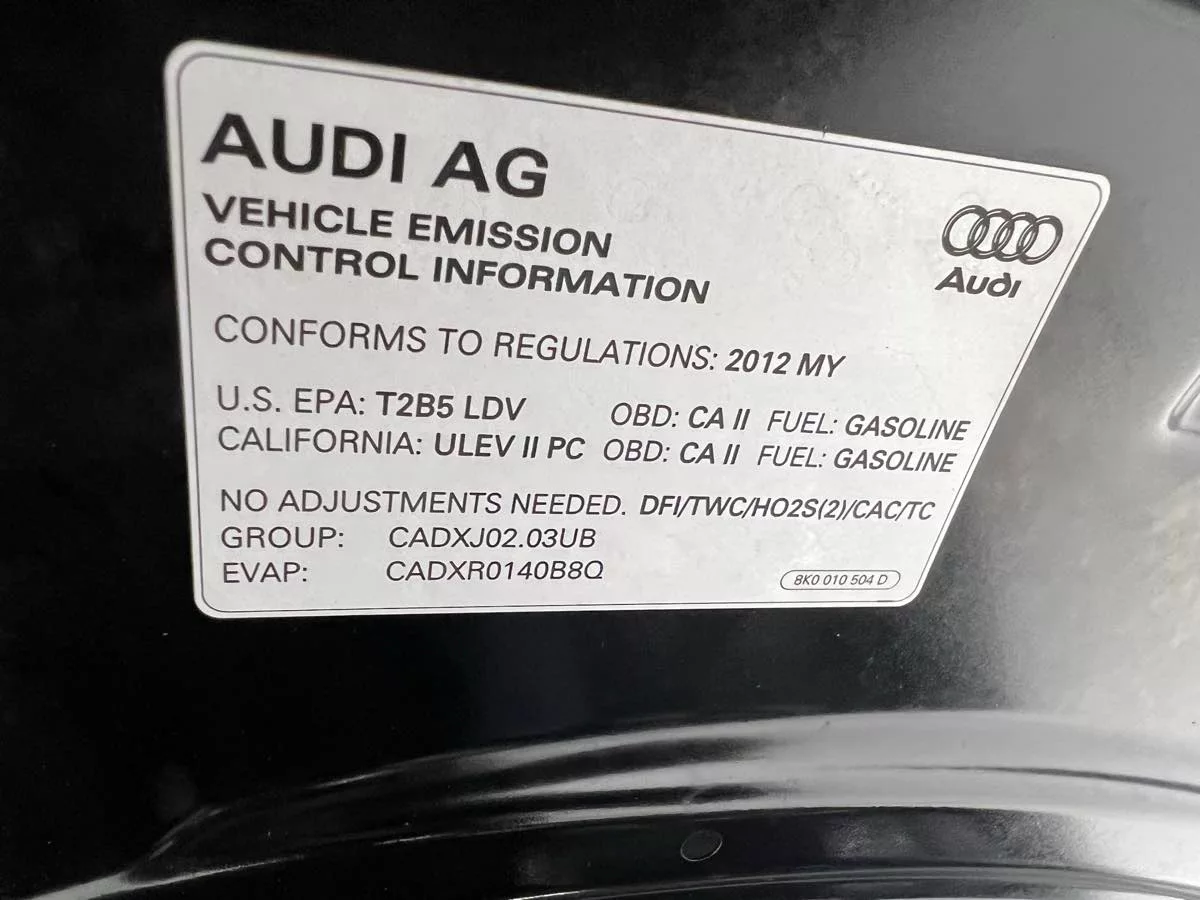 AUDI AG
VEHICLE EMISSION
CONTROL INFORMATION
Audi
CONFORMS TO REGULATIONS: 2012 MY
U.S. EPA: T2B5 LDV OBD: CA II FUEL: GASOLINE
CALIFORNIA: ULEV II PC OBD: CA II FUEL: GASOLINE
NO ADJUSTMENTS NEEDED. DFI/TWC/HO2S(2)/CAC/TC
GROUP: CADXJ02.03UB
EVAP: CADXR0140B8Q
8K0 010 504 D